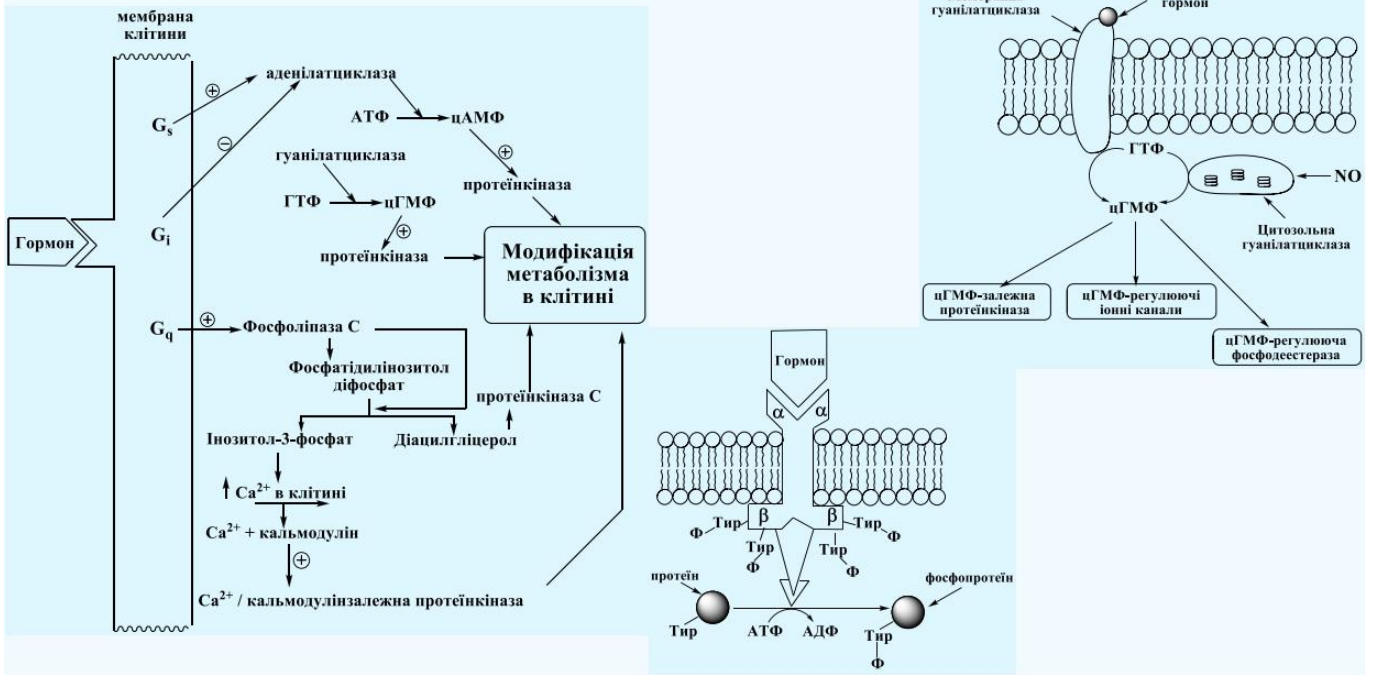 мембрана
клітини
аденілатциклаза
Gs
АТФ
цАМФ
гуанілатциклаза
протеїнкіназа
ГТФ
цГМФ
Гормон
Gi
протеїнкіназа
Модифікація
метаболізма
в клітині
Gq
Фосфоліпаза С
Фосфатідилінозитол
діфосфат
протеїнкіназа С
Інозитол-3-фосфат
Діацилгліцерол
Ca2+ в клітині
Ca2+ + кальмодулін
Ca2+ / кальмодулінзалежна протеїнкіназа
гуанілатциклаза
гормон
ГТФ
NO
цГМФ
Цитозольна
гуанілатциклаза
цГМФ-залежна
протеїнкіназа
цГМФ-регулюючі
іонні канали
цГМФ-регулююча
фосфодеестераза
Гормон
α
α
β
β
Ф
Тир
Тир
Ф
Тир
Ф
Тир
Ф
протеїн
фосфопротеїн
Тир
АТФ
АДФ
Тир
Ф